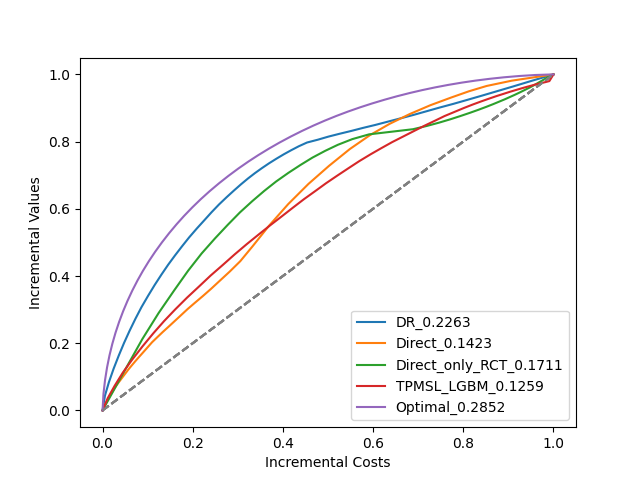 1.0
0.8
0.6
0.4
0.2
0.0
Incremental Values
0.0 0.2 0.4 0.6 0.8 1.0
Incremental Costs
DR_0.2263
Direct_0.1423
Direct_only_RCT_0.1711
TPMSL_LGBM_0.1259
Optimal_0.2852